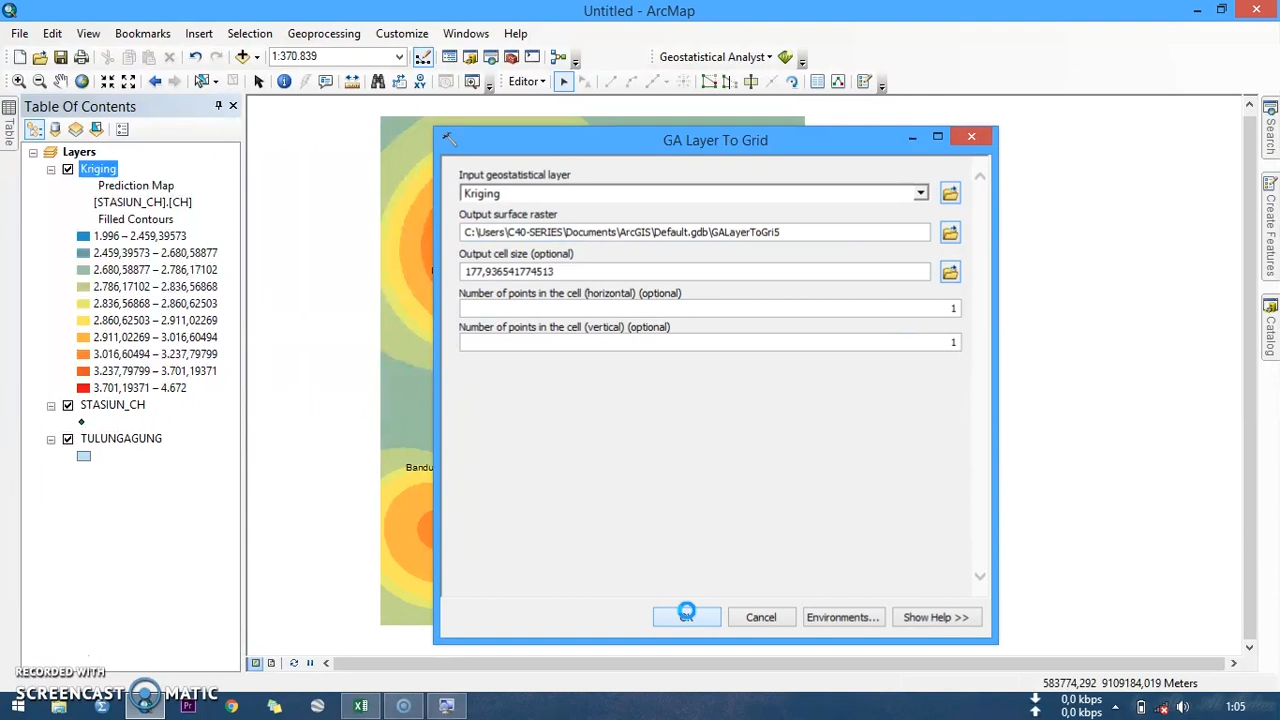 Untitled - ArcMap
File Edit View Bookmarks Insert Selection Geoprocessing Customize Windows Help
1:370.839
Geostatistical Analyst
Editor
Table Of Contents
Table
Layers
Kriging
Prediction Map
[STASIUN_CH].[CH]
Filled Contours
1.996 – 2.459,39573
2.459,39573 – 2.680,58877
2.680,58877 – 2.786,17102
2.786,17102 – 2.836,56868
2.836,56868 – 2.860,62503
2.860,62503 – 2.911,02269
2.911,02269 – 3.016,60494
3.016,60494 – 3.237,79799
3.237,79799 – 3.701,19371
3.701,19371 – 4.672
STASIUN_CH
TULUNGAGUNG
Bandu
GA Layer To Grid
Input geostatistical layer
Kriging
Output surface raster
C:\Users\C40-SERIES\Documents\ArcGIS\Default.gdb\GALayerToGri5
Output cell size (optional)
177,936541774513
Number of points in the cell (horizontal) (optional)
1
Number of points in the cell (vertical) (optional)
1
OK
Cancel
Environments...
Show Help >>
Search
Create Features
Catalog
583774,292 9109184,019 Meters
RECORDED WITH
SCREENCAST MATIC
0,0 kbps
0,0 kbps
1:05